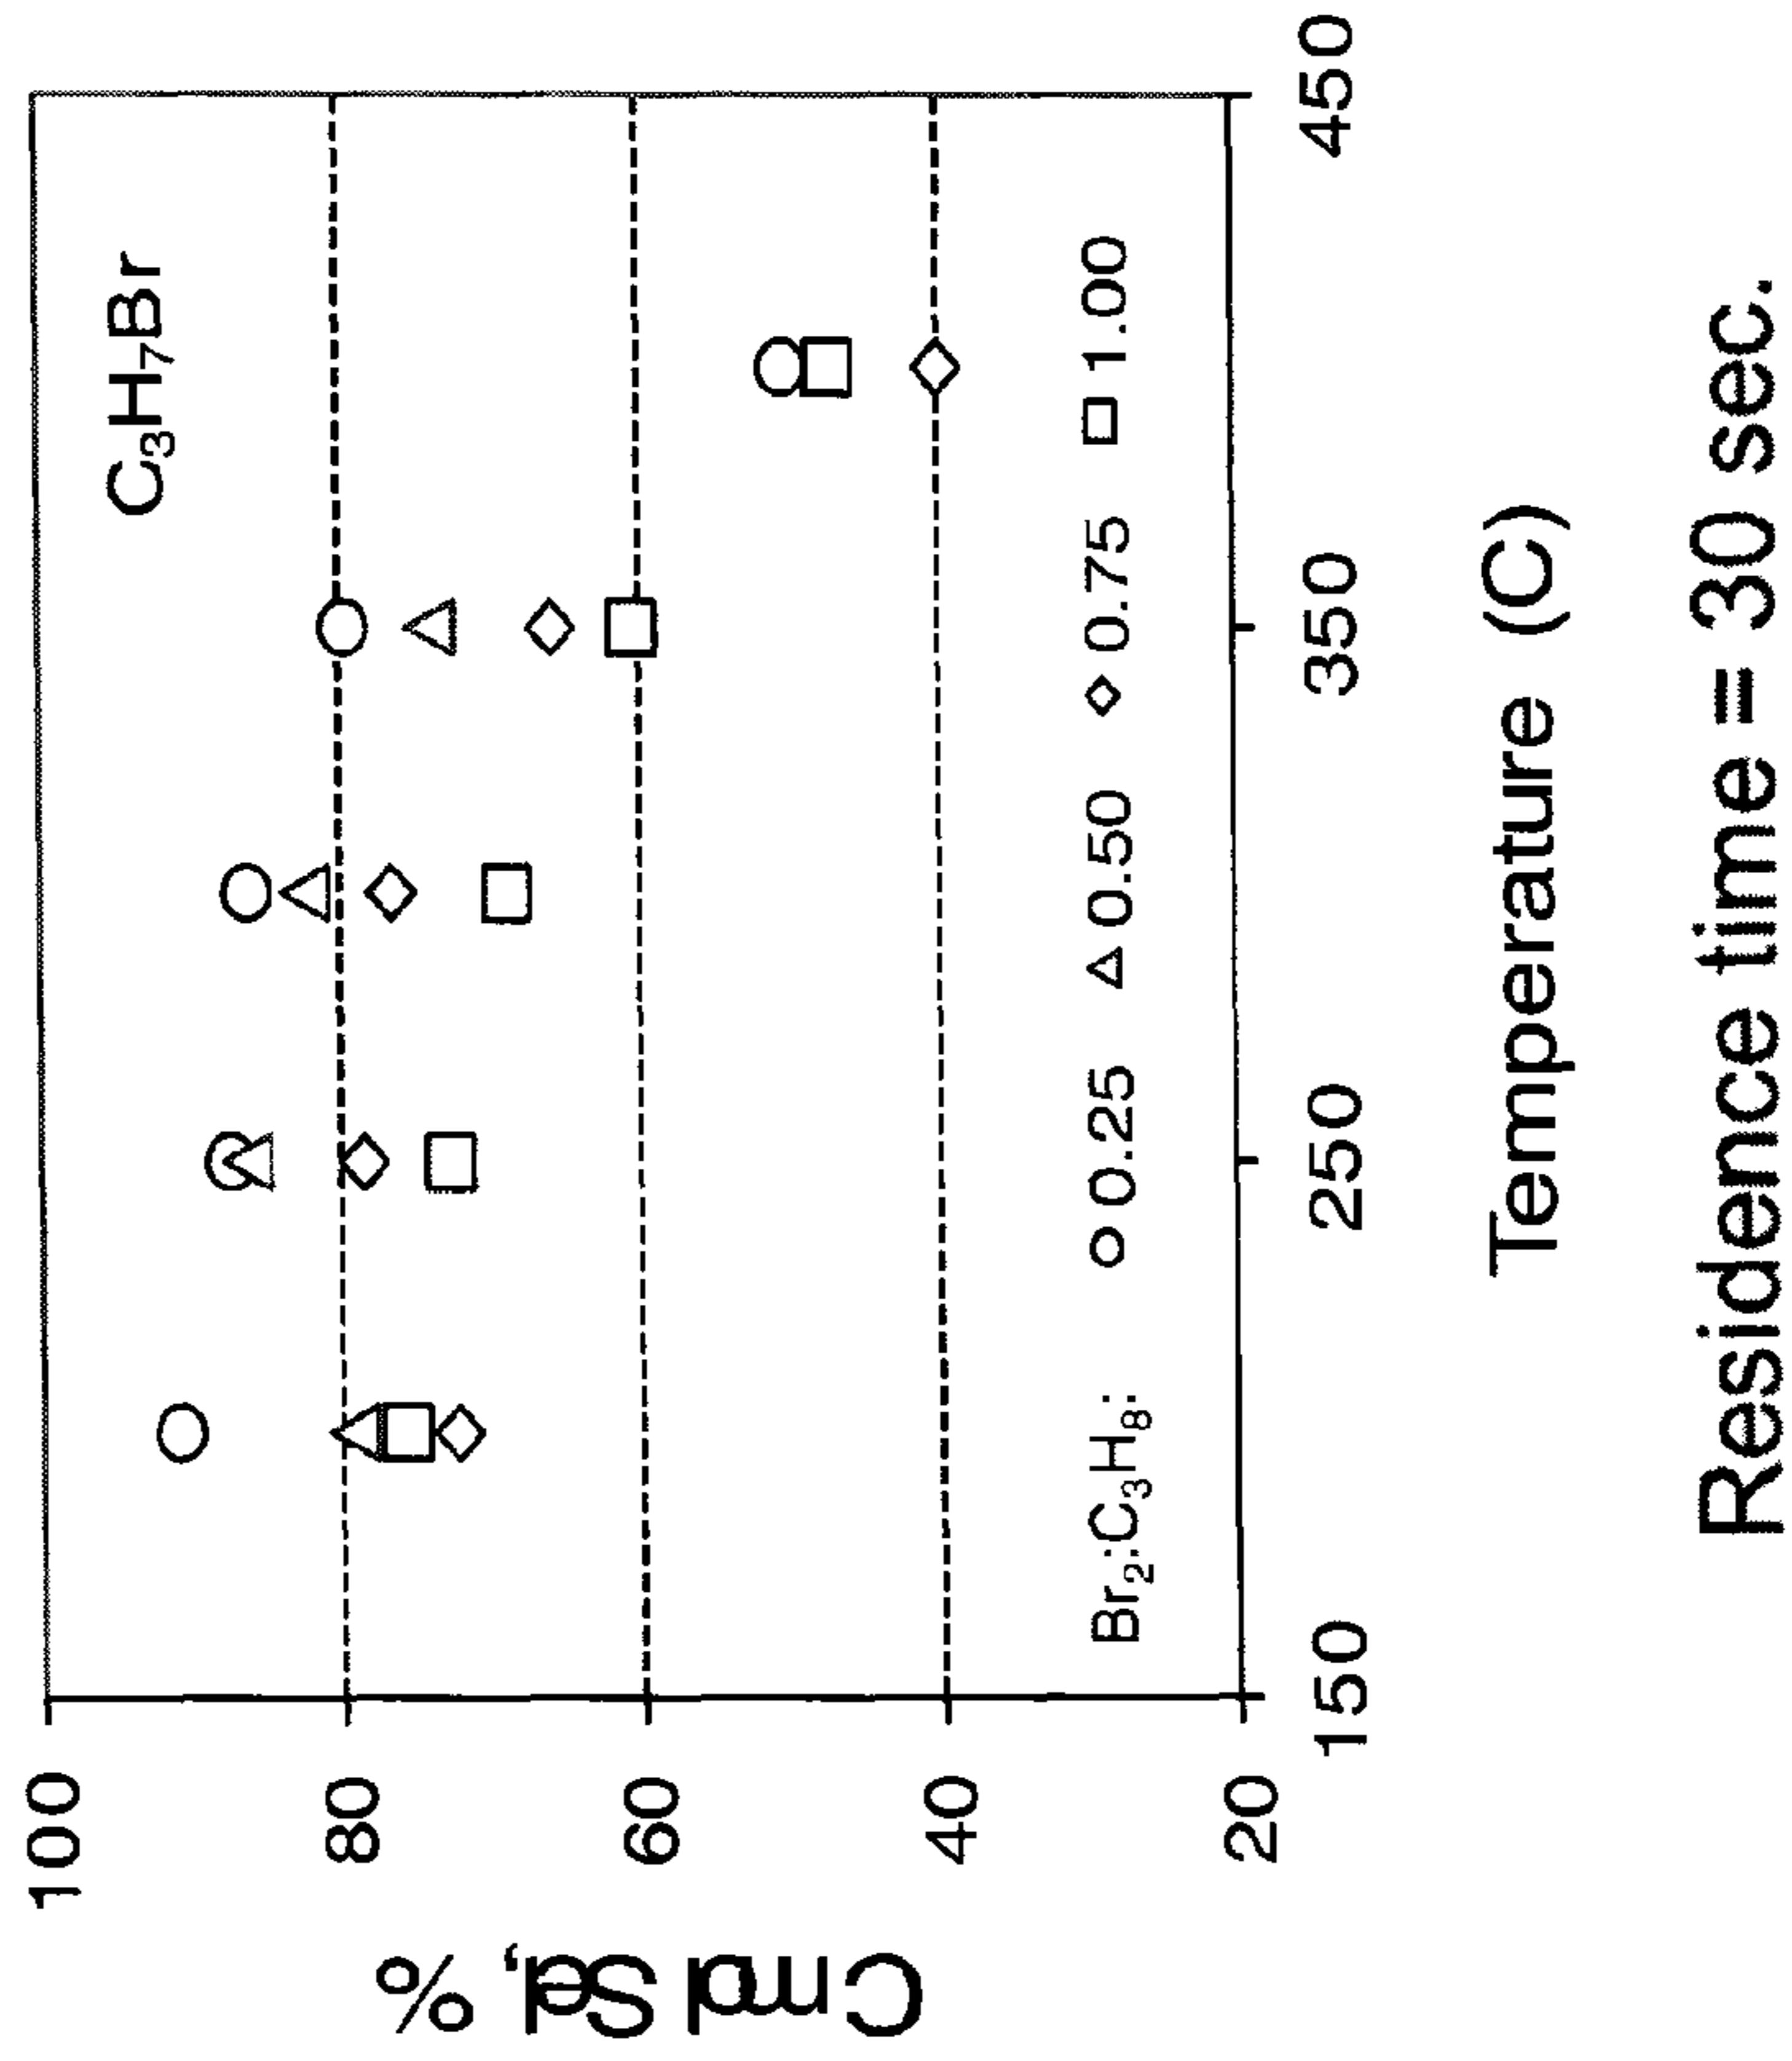 C mol Sel, %
100
80
60
40
20
C₃H₇Br
Br₂:C₃H₈: ○ 0.25 △ 0.50 ◇ 0.75 □ 1.00
150 250 350 450
Temperature (C)
Residence time = 30 sec.